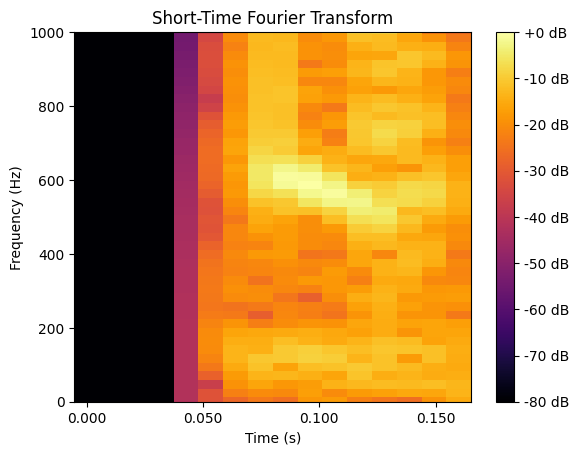 Short-Time Fourier Transform
1000
800
600
400
200
0
Frequency (Hz)
0.000
0.050
0.100
0.150
Time (s)
+0 dB
-10 dB
-20 dB
-30 dB
-40 dB
-50 dB
-60 dB
-70 dB
-80 dB